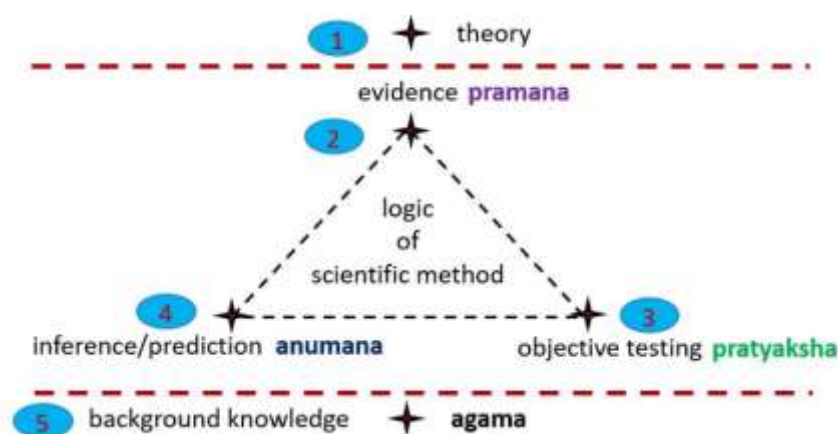 1 theory
evidence pramana
2
logic
of
scientific method
4 3
inference/prediction anumana objective testing pratyaksha
5 background knowledge agama